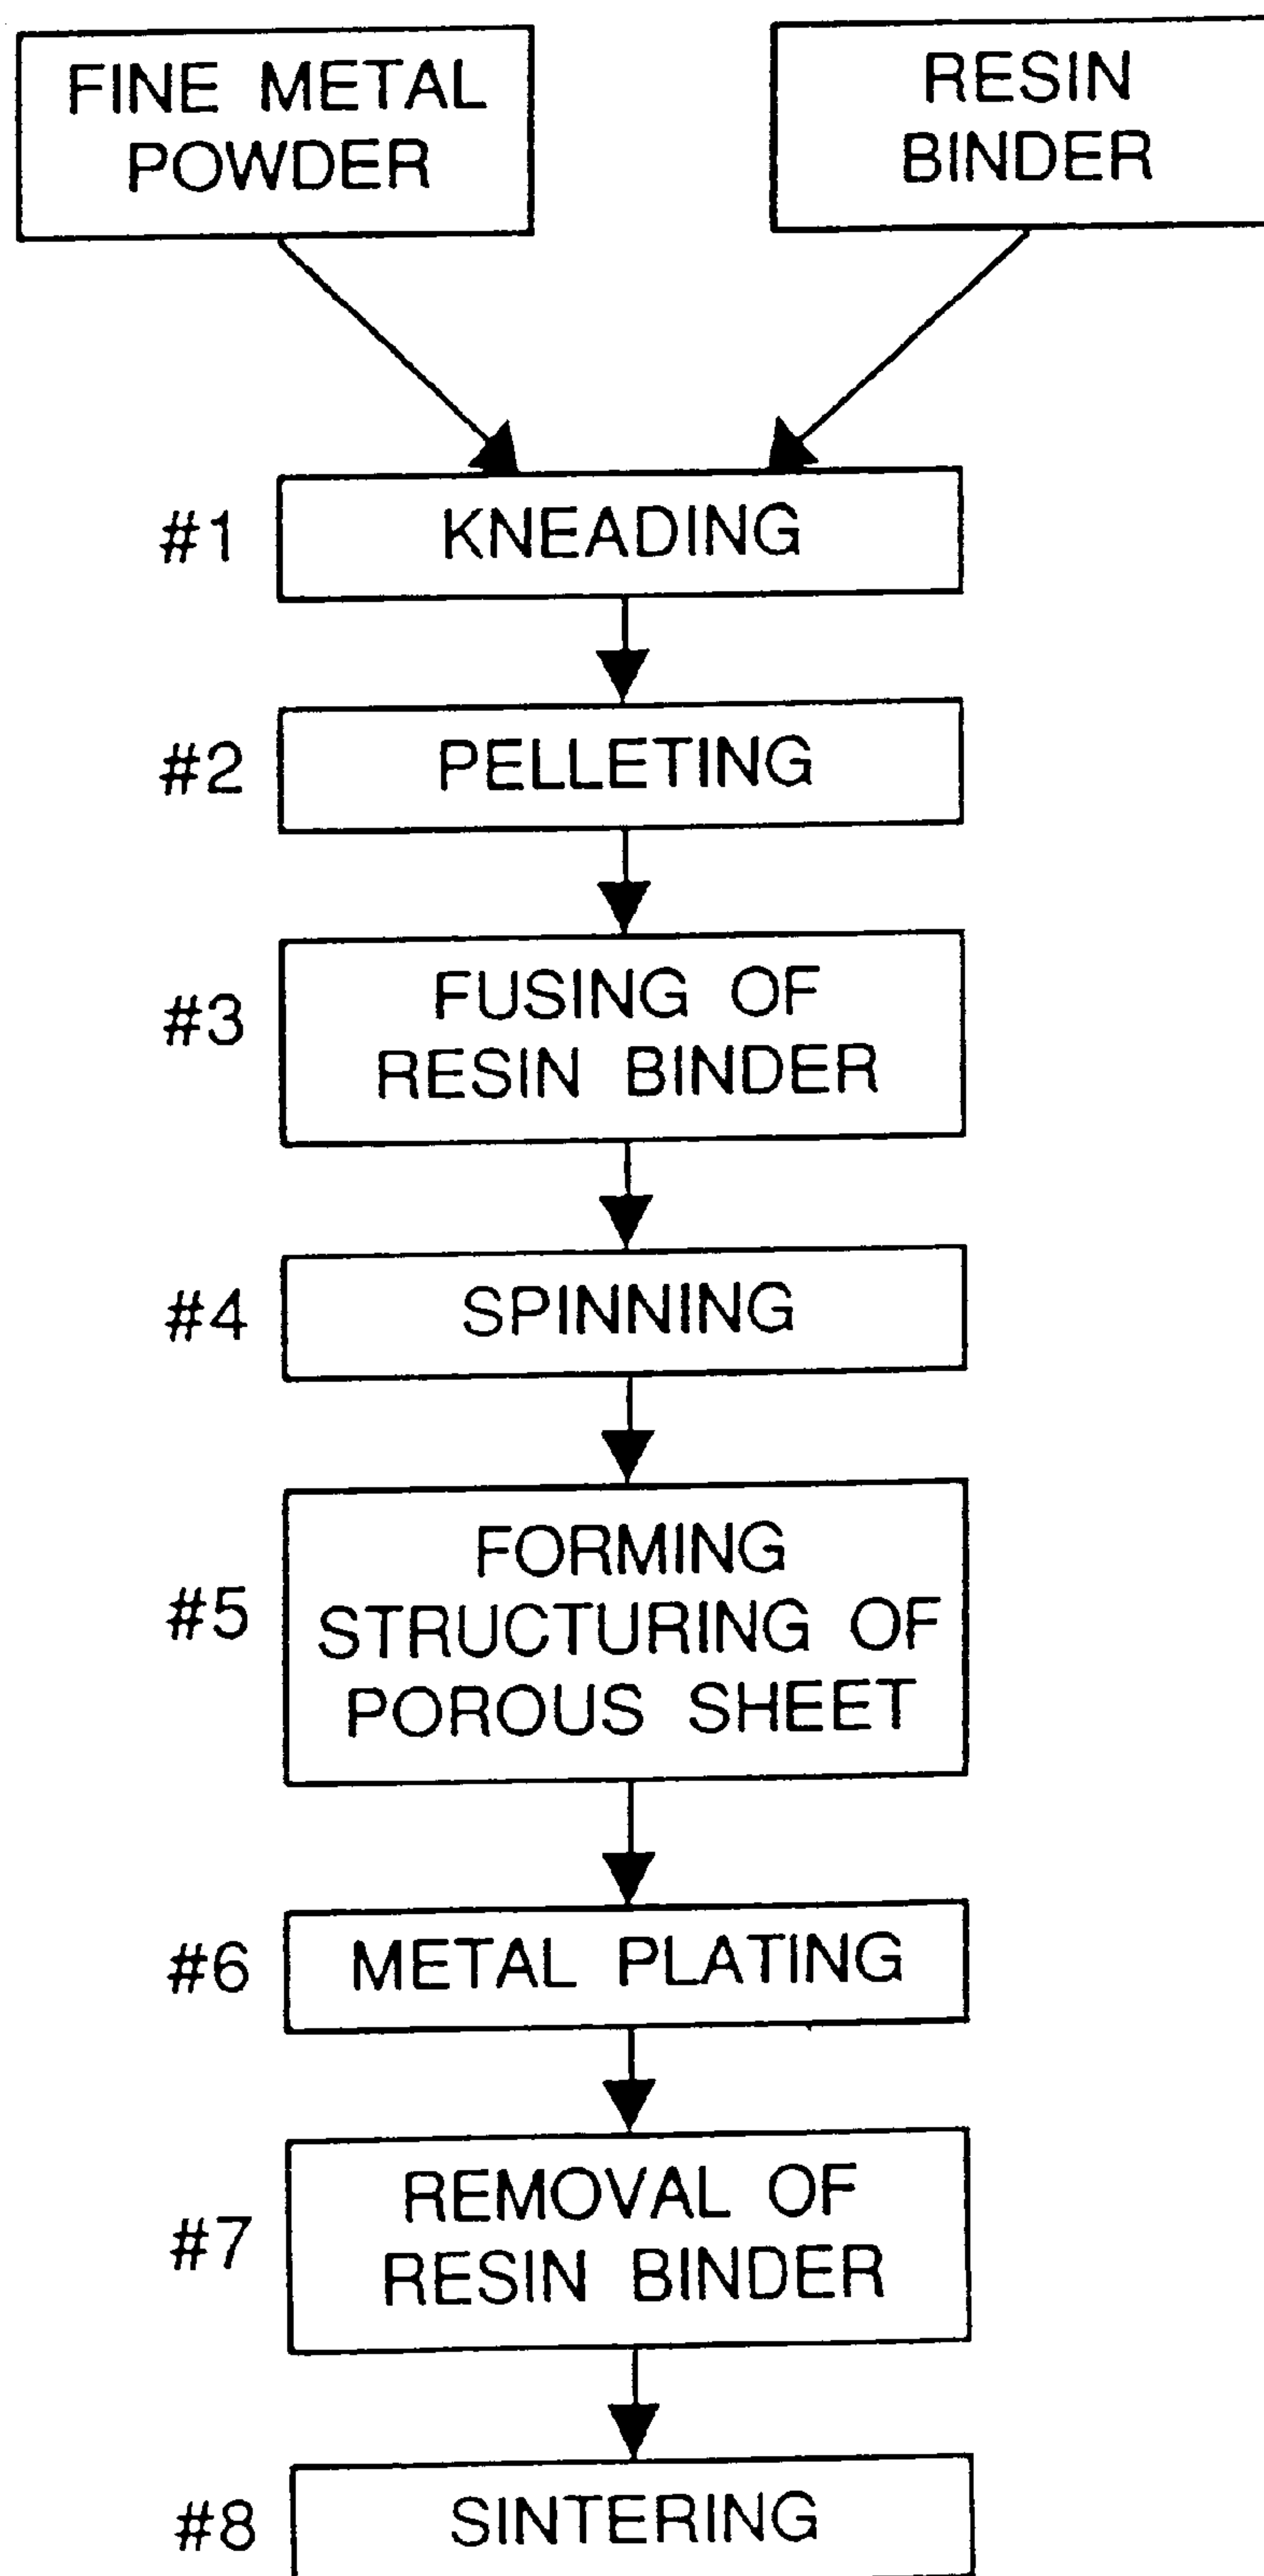 FINE METAL
POWDER
RESIN
BINDER
#1
KNEADING
#2
PELLETING
#3
FUSING OF
RESIN BINDER
#4
SPINNING
#5
FORMING
STRUCTURING OF
POROUS SHEET
#6
METAL PLATING
#7
REMOVAL OF
RESIN BINDER
#8
SINTERING